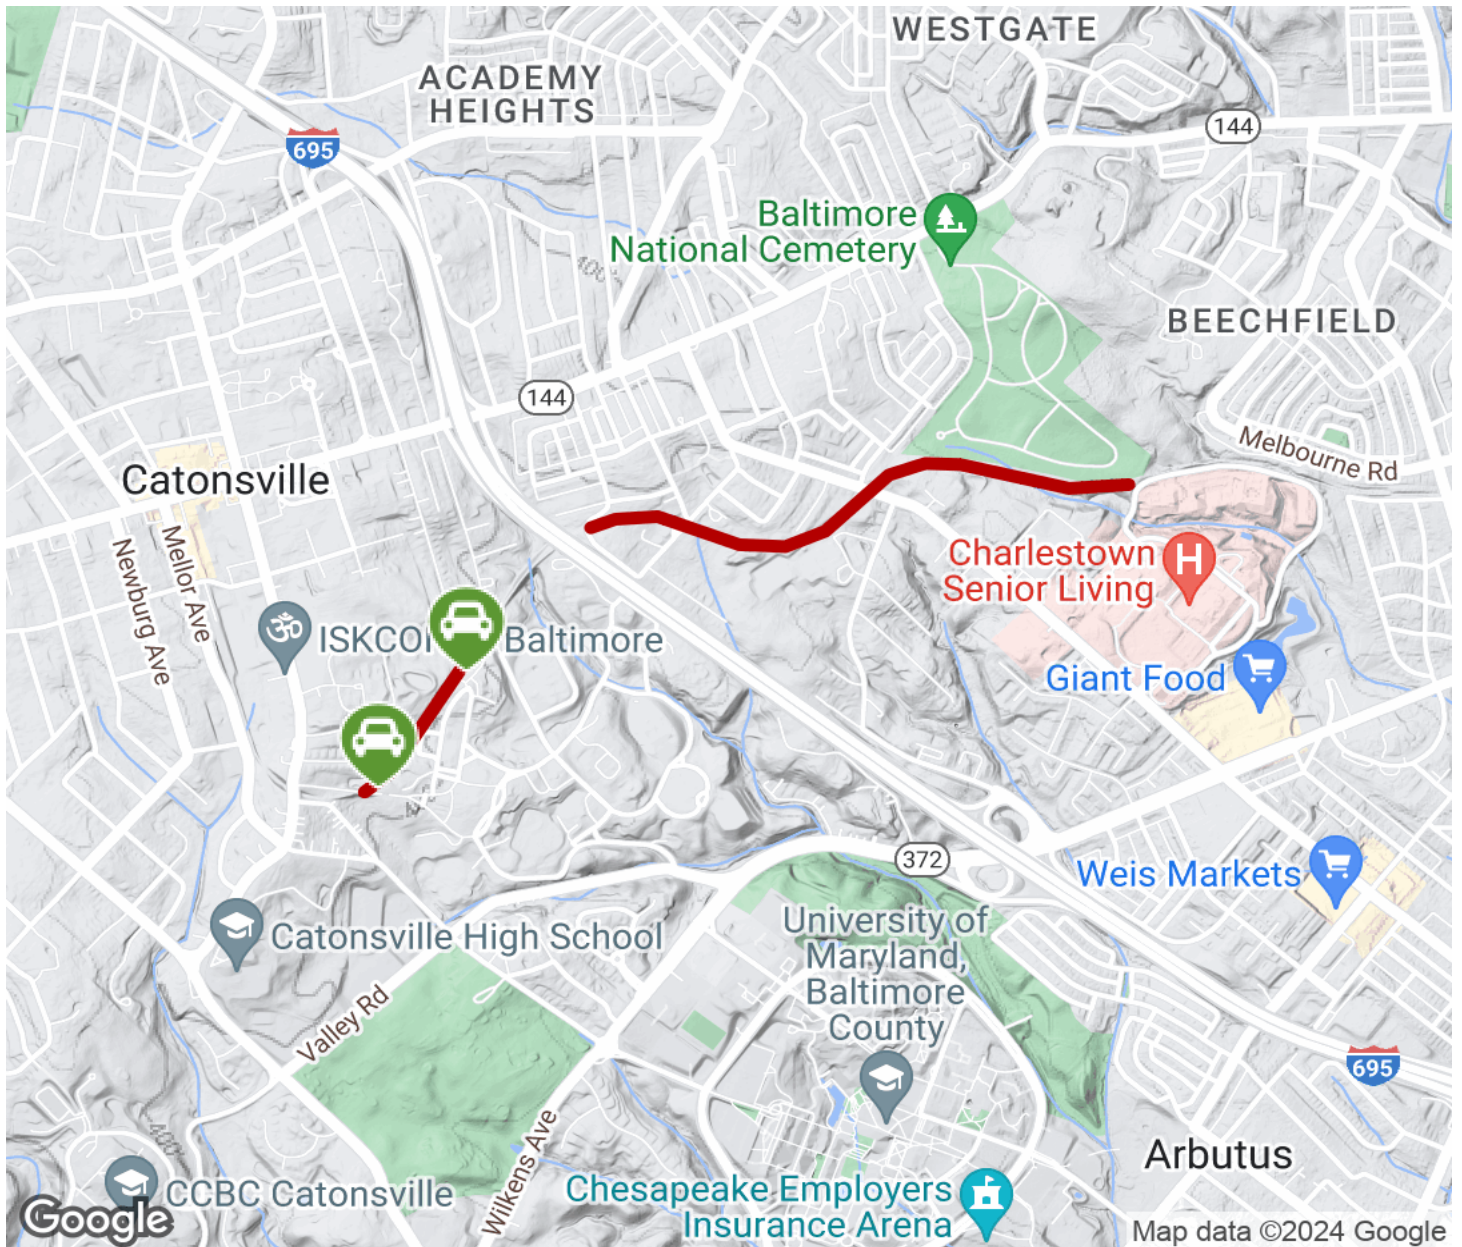 WESTGATE
ACADEMY
HEIGHTS
144
695
Baltimore
National Cemetery
BEECHFIELD
144
Melbourne Rd
Catonsville
Mellor Ave
Newburg Ave
Charlestown
Senior Living
H
ISKCO
Baltimore
Giant Food
372
Weis Markets
University of
Maryland,
Baltimore
County
Catonsville High School
Valley Rd
695
Wilkens Ave
Arbutus
CCBC Catonsville
Chesapeake Employers
Insurance Arena
400
Google
Map data ©2024 Google